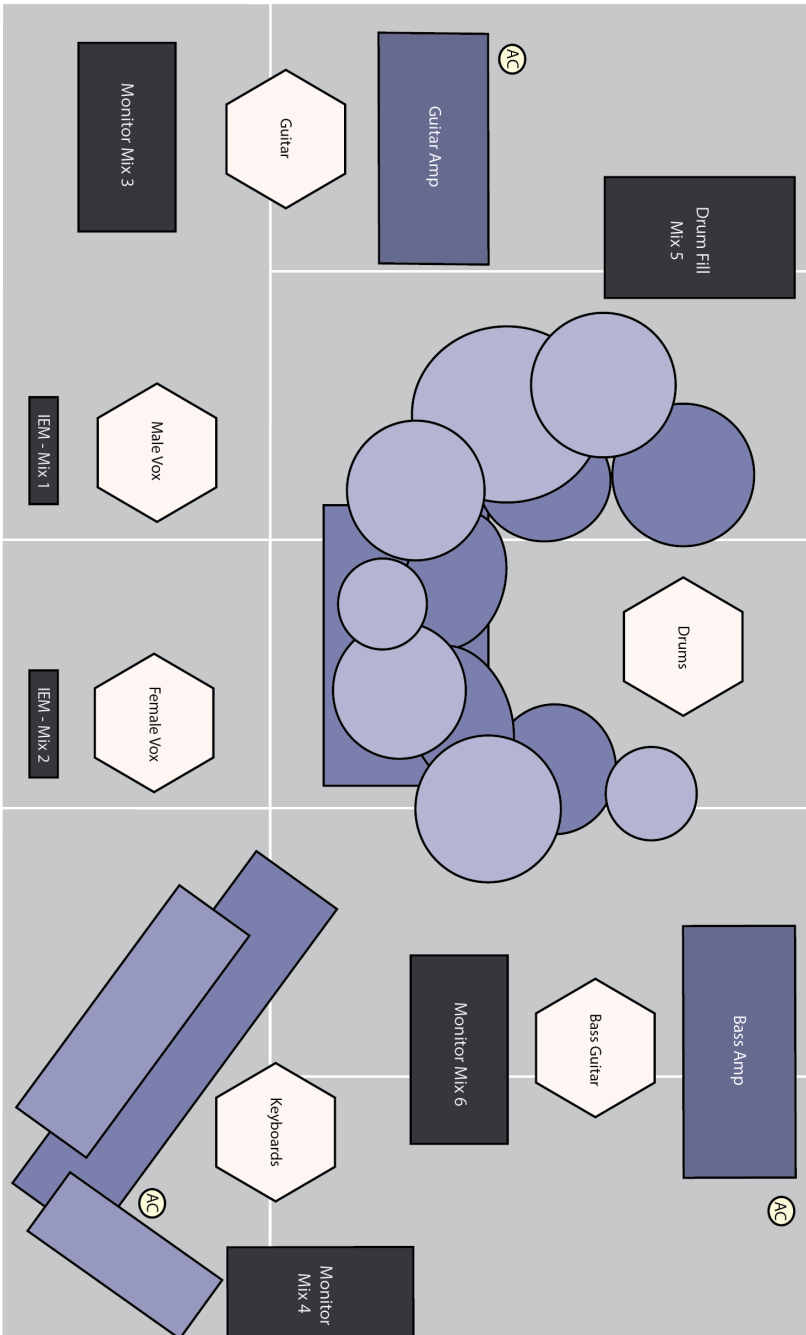 AC
Bass Amp
Drum Fill
Mix 5
Drums
Bass Guitar
AC
Monitor Mix 6
Guitar Amp
Monitor
Mix 4
Guitar
Keyboards
Male Vox
Female Vox
AC
Monitor Mix 3
IEM - Mix 1
IEM - Mix 2